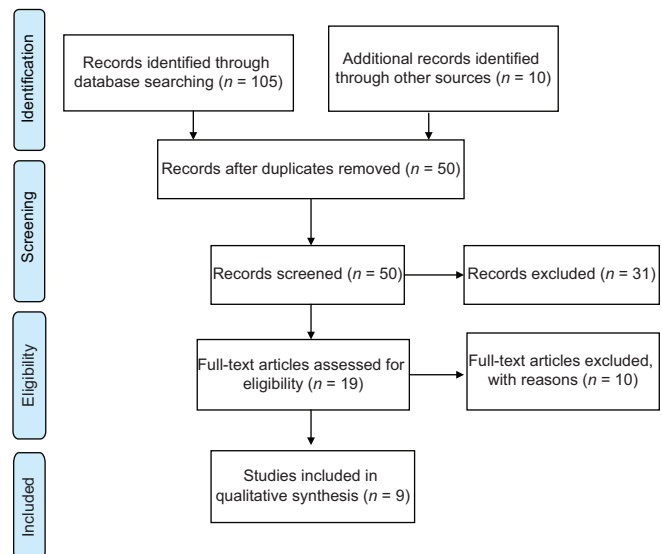 Identification
Records identified through
database searching (n = 105)
Additional records identified
through other sources (n = 10)
Records after duplicates removed (n = 50)
Screening
Records screened (n = 50)
Records excluded (n = 31)
Eligibility
Full-text articles assessed for
eligibility (n = 19)
Full-text articles excluded,
with reasons (n = 10)
Included
Studies included in
qualitative synthesis (n = 9)